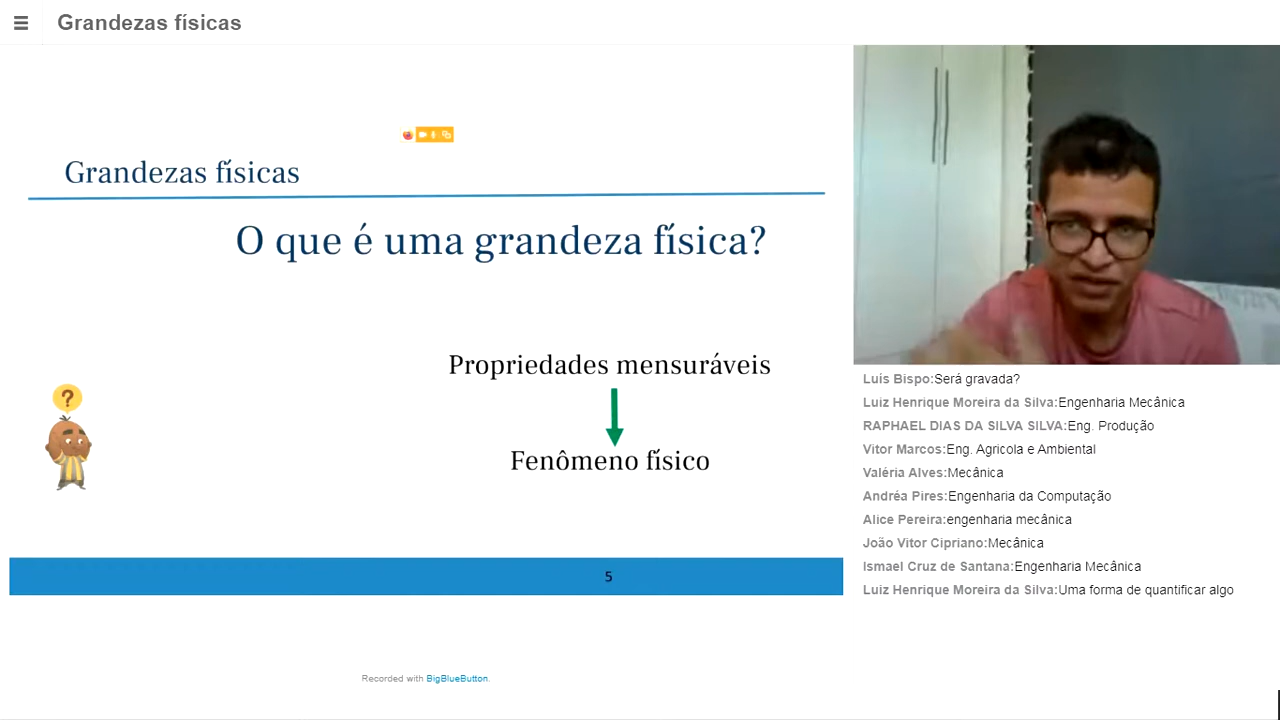 Grandezas físicas
Grandezas físicas
O que é uma grandeza física?
Propriedades mensuráveis
?
Fenômeno físico
5
Luís Bispo:Será gravada?
Luiz Henrique Moreira da Silva:Engenharia Mecânica
RAPHAEL DIAS DA SILVA SILVA:Eng. Produção
Vitor Marcos:Eng. Agricola e Ambiental
Valéria Alves:Mecânica
Andréa Pires:Engenharia da Computação
Alice Pereira:engenharia mecânica
João Vitor Cipriano:Mecânica
Ismael Cruz de Santana:Engenharia Mecânica
Luiz Henrique Moreira da Silva:Uma forma de quantificar algo
Recorded with BigBlueButton.